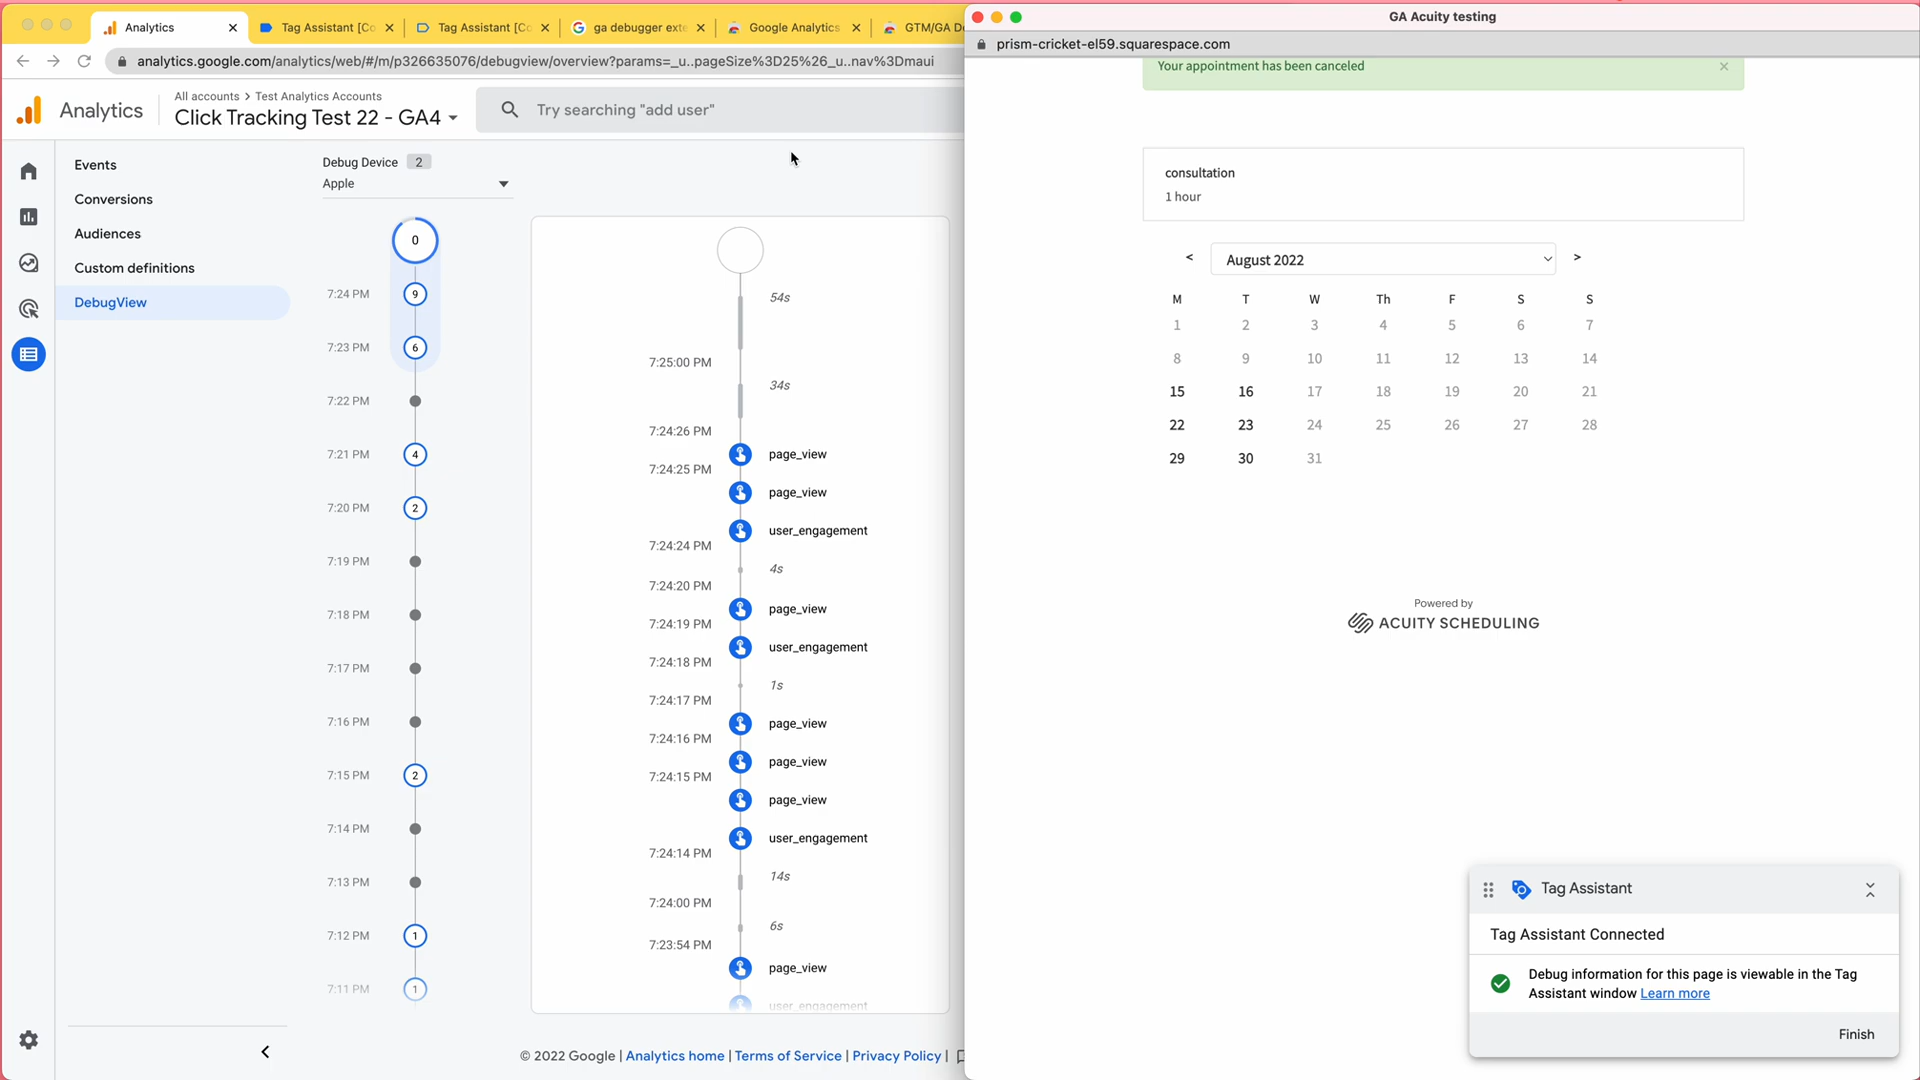 Analytics
Tag Assistant [Co
Tag Assistant [Co
ga debugger exte
Google Analytics
GTM/GA De
analytics.google.com/analytics/web/#/m/p326635076/debugview/overview?params=_u..pageSize%3D25%26_u..nav%3Dmaui
Analytics
All accounts > Test Analytics Accounts
Click Tracking Test 22 - GA4
Try searching "add user"
Events
Conversions
Audiences
Custom definitions
DebugView
Debug Device 2
Apple
0
7:24 PM 9
7:23 PM 6
7:22 PM
7:21 PM 4
7:20 PM 2
7:19 PM
7:18 PM
7:17 PM
7:16 PM
7:15 PM 2
7:14 PM
7:13 PM
7:12 PM 1
7:11 PM 1
54s
7:25:00 PM
34s
7:24:26 PM
page_view
7:24:25 PM
page_view
user_engagement
7:24:24 PM
4s
7:24:20 PM
page_view
7:24:19 PM
user_engagement
7:24:18 PM
1s
7:24:17 PM
page_view
7:24:16 PM
page_view
7:24:15 PM
page_view
user_engagement
7:24:14 PM
14s
7:24:00 PM
6s
7:23:54 PM
page_view
user_engagement
© 2022 Google | Analytics home | Terms of Service | Privacy Policy |
GA Acuity testing
prism-cricket-el59.squarespace.com
Your appointment has been canceled
consultation
1 hour
< August 2022 >
M T W Th F S S
1 2 3 4 5 6 7
8 9 10 11 12 13 14
15 16 17 18 19 20 21
22 23 24 25 26 27 28
29 30 31
Powered by
ACUITY SCHEDULING
Tag Assistant
Tag Assistant Connected
Debug information for this page is viewable in the Tag
Assistant window Learn more
Finish